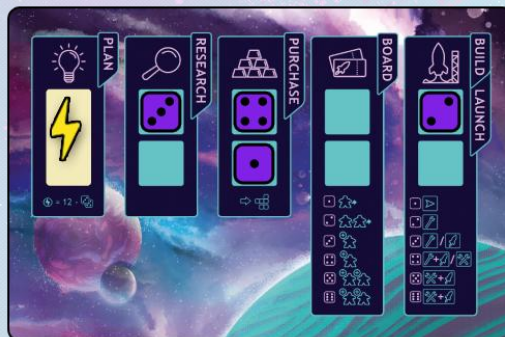 PLAN
RESEARCH
PURCHASE
BOARD
BUILD
LAUNCH
= 12 -